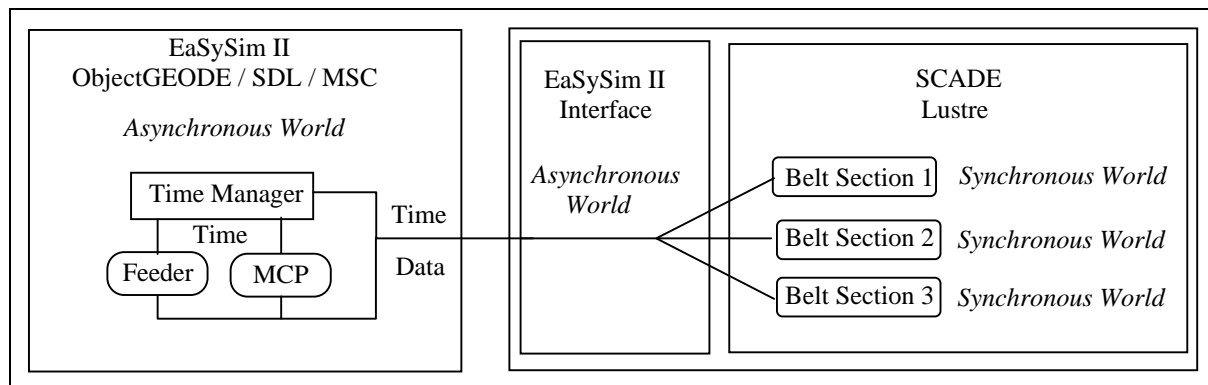 EaSySim II
ObjectGEODE / SDL / MSC
Asynchronous World
Time Manager
Time
Feeder
MCP
Time
Data
EaSySim II
Interface
Asynchronous
World
SCADE
Lustre
Belt Section 1
Synchronous World
Belt Section 2
Synchronous World
Belt Section 3
Synchronous World